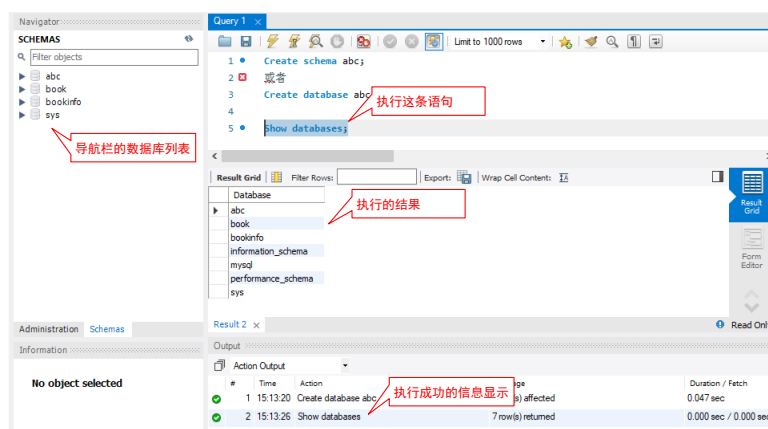 Navigator
SCHEMAS
Filter objects
abc
book
bookinfo
sys
导航栏的数据库列表
Administration Schemas
Information
No object selected
Query 1
Limit to 1000 rows
1 Create schema abc;
2 或者
3 Create database abc
4
5 Show databases;
执行这条语句
Result Grid Filter Rows: Export: Wrap Cell Content:
Database
abc
book
bookinfo
information_schema
mysql
performance_schema
sys
执行的结果
Result Grid
Form Editor
Result 2 Read Onl
Output
Action Output
# Time Action ge Duration / Fetch
1 15:13:20 Create database abc s) affected 0.047 sec
2 15:13:26 Show databases 7 row(s) returned 0.000 sec / 0.000 sec
执行成功的信息显示